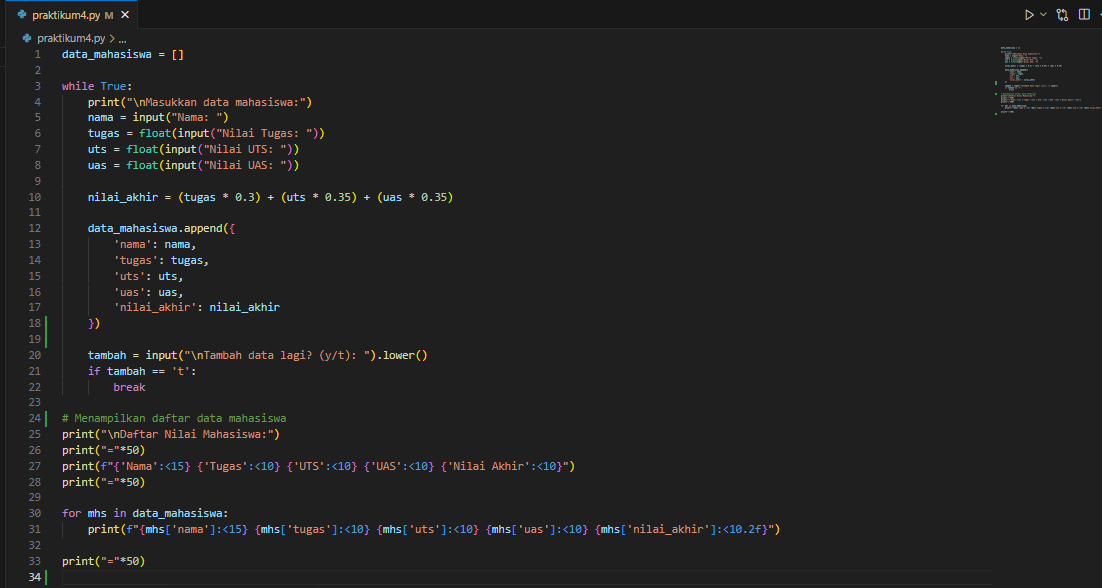 praktikum4.py M
praktikum4.py > ...
1 data_mahasiswa = []
2
3 while True:
4     print("\nMasukkan data mahasiswa:")
5     nama = input("Nama: ")
6     tugas = float(input("Nilai Tugas: "))
7     uts = float(input("Nilai UTS: "))
8     uas = float(input("Nilai UAS: "))
9
10     nilai_akhir = (tugas * 0.3) + (uts * 0.35) + (uas * 0.35)
11
12     data_mahasiswa.append({
13         'nama': nama,
14         'tugas': tugas,
15         'uts': uts,
16         'uas': uas,
17         'nilai_akhir': nilai_akhir
18     })
19
20     tambah = input("\nTambah data lagi? (y/t): ").lower()
21     if tambah == 't':
22         break
23
24 # Menampilkan daftar data mahasiswa
25 print("\nDaftar Nilai Mahasiswa:")
26 print("="*50)
27 print(f"{'Nama':<15} {'Tugas':<10} {'UTS':<10} {'UAS':<10} {'Nilai Akhir':<10}")
28 print("="*50)
29
30 for mhs in data_mahasiswa:
31     print(f"{mhs['nama']:<15} {mhs['tugas']:<10} {mhs['uts']:<10} {mhs['uas']:<10} {mhs['nilai_akhir']:<10.2f}")
32
33 print("="*50)
34